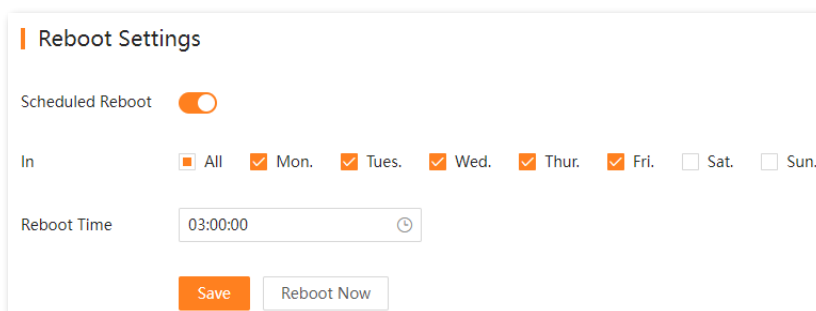 Reboot Settings
Scheduled Reboot
In All Mon. Tues. Wed. Thur. Fri. Sat. Sun.
Reboot Time 03:00:00
Save Reboot Now